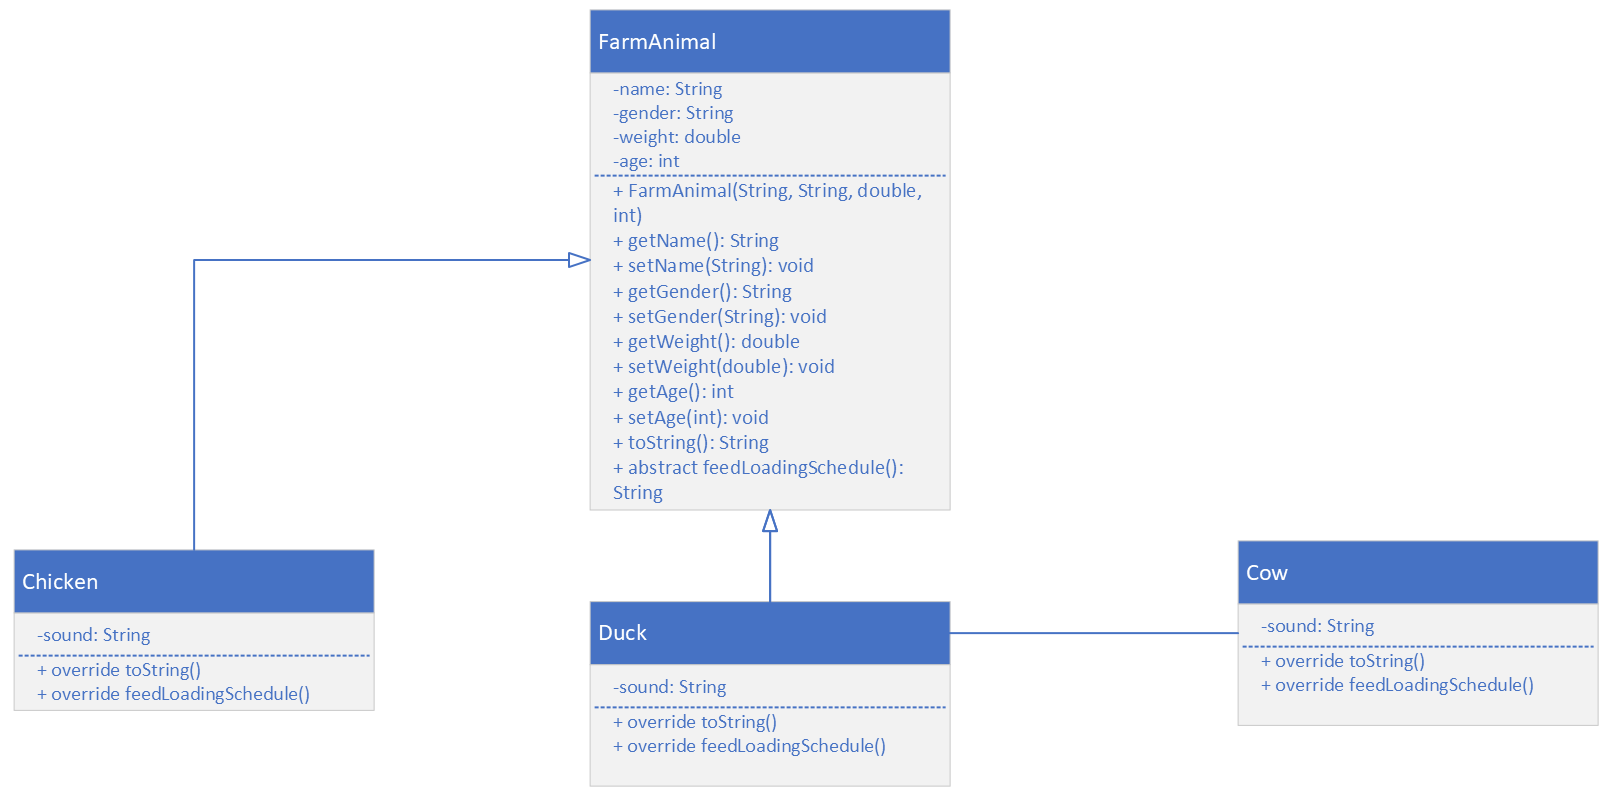 FarmAnimal
-name: String
-gender: String
-weight: double
-age: int
+ FarmAnimal(String, String, double,
int)
+ getName(): String
+ setName(String): void
+ getGender(): String
+ setGender(String): void
+ getWeight(): double
+ setWeight(double): void
+ getAge(): int
+ setAge(int): void
+ toString(): String
+ abstract feedLoadingSchedule():
String
Chicken
-sound: String
+ override toString()
+ override feedLoadingSchedule()
Duck
-sound: String
+ override toString()
+ override feedLoadingSchedule()
Cow
-sound: String
+ override toString()
+ override feedLoadingSchedule()